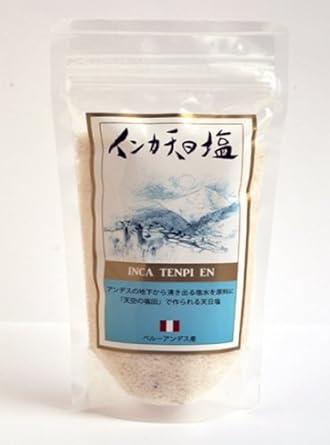 インカ天日塩
INCA TENPI EN
アンデスの地下から湧き出る塩水を原料に
「天空の塩田」で作られる天日塩
ペルーアンデス産